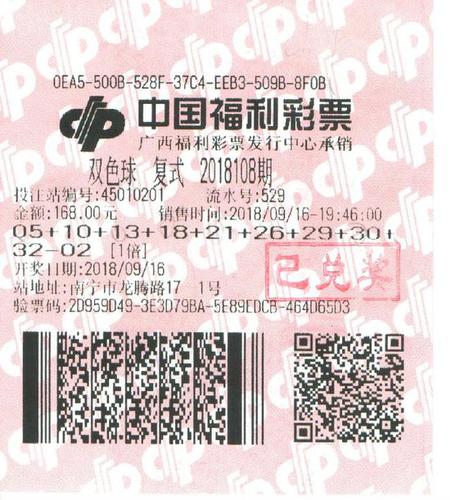 0EA5-500B-528F-37C4-EEB3-509B-8F0B
中国福利彩票
广西福利彩票发行中心承销
双色球 复式 2018108期
投注站编号:45010201 流水号:529
金额:168.00元 销售时间:2018/09/16-19:46:00
05+10+13+18+21+26+29+30+
32-02 [1倍]
开奖日期:2018/09/16
已兑奖
站地址:南宁市龙腾路17 1号
验票码:2D959D49-3E3D79BA-5E89EDCB-464D65D3